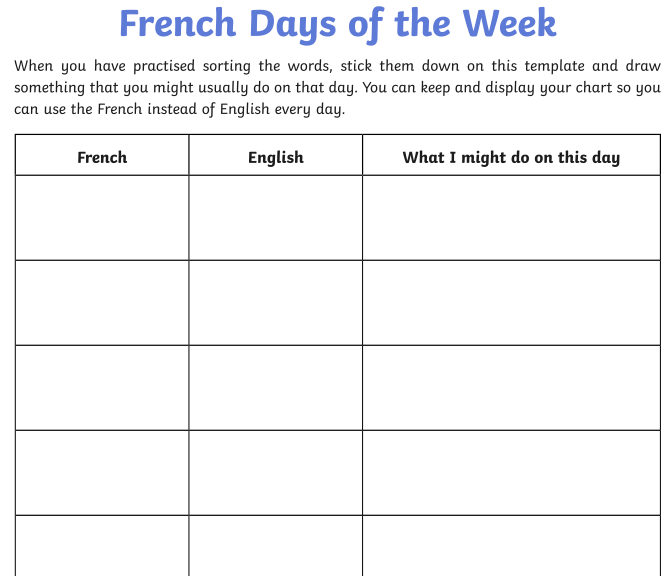 French Days of the Week
When you have practised sorting the words, stick them down on this template and draw
something that you might usually do on that day. You can keep and display your chart so you
can use the French instead of English every day.
French English What I might do on this day